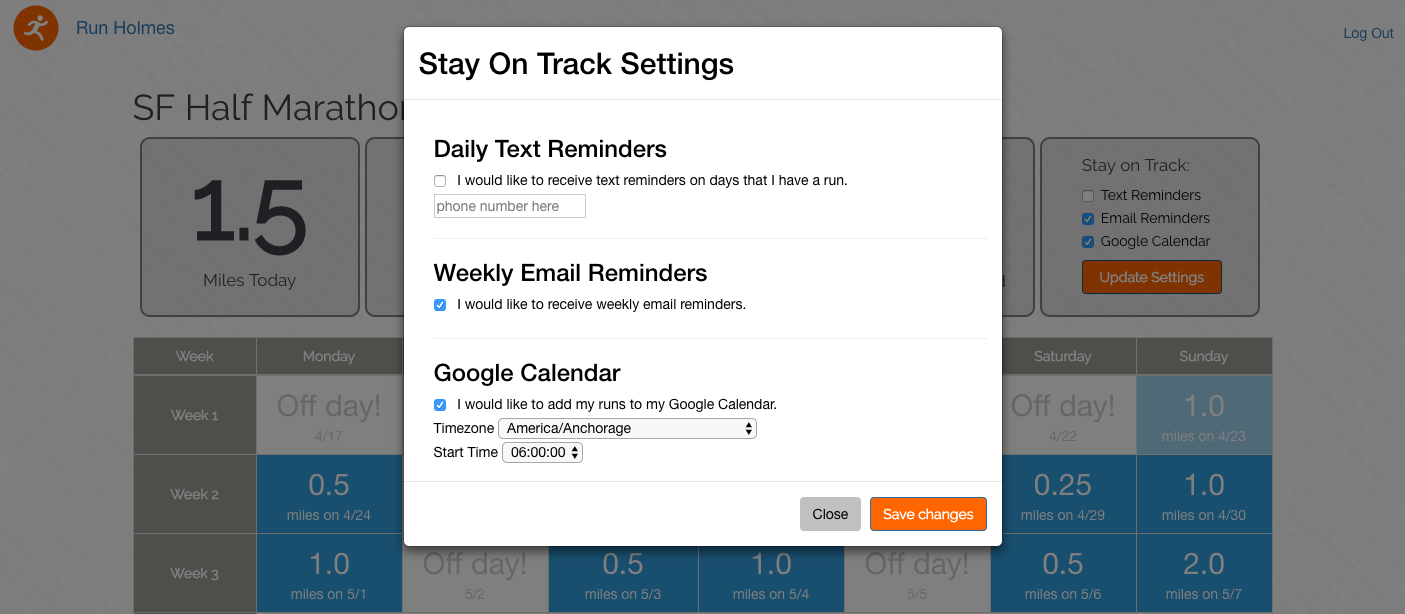 Run Holmes
Log Out
Stay On Track Settings
SF Half Marathon
Daily Text Reminders
I would like to receive text reminders on days that I have a run.
phone number here
Weekly Email Reminders
I would like to receive weekly email reminders.
Google Calendar
I would like to add my runs to my Google Calendar.
Timezone America/Anchorage
Start Time 06:00:00
Close Save changes
1.5
Miles Today
Stay on Track:
Text Reminders
Email Reminders
Google Calendar
Update Settings
Week Monday Saturday Sunday
Week 1 Off day! Off day! 1.0
4/17 4/22 miles on 4/23
Week 2 0.5 0.25 1.0
miles on 4/24 miles on 4/29 miles on 4/30
Week 3 1.0 Off day! 0.5 1.0 Off day! 0.5 2.0
miles on 5/1 5/2 miles on 5/3 miles on 5/4 5/5 miles on 5/6 miles on 5/7